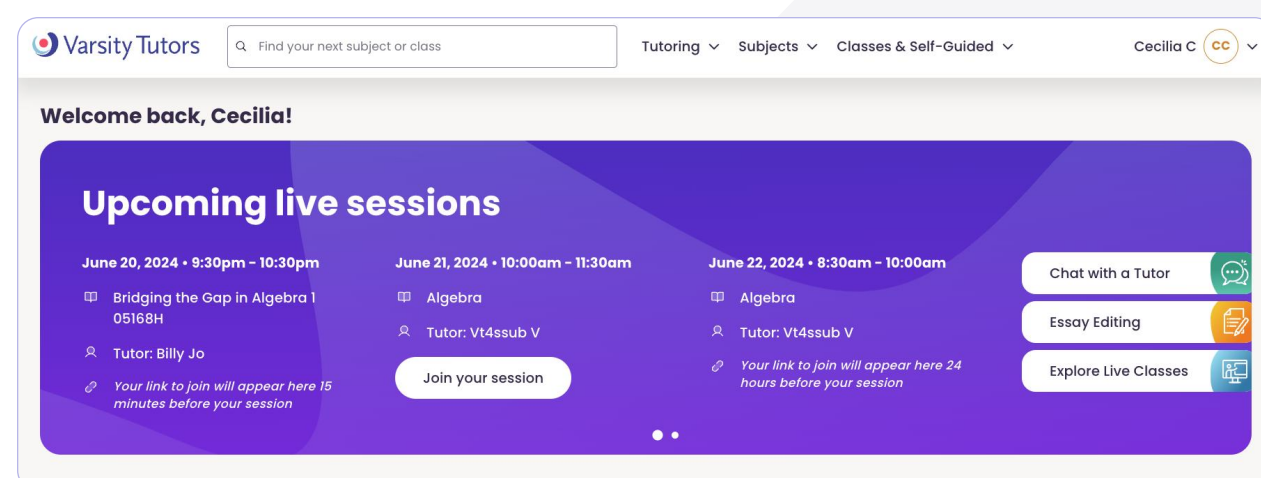 Varsity Tutors
Find your next subject or class
Tutoring
Subjects
Classes & Self-Guided
Cecilia C
CC
Welcome back, Cecilia!
Upcoming live sessions
June 20, 2024 • 9:30pm - 10:30pm
Bridging the Gap in Algebra 1
05168H
Tutor: Billy Jo
Your link to join will appear here 15
minutes before your session
June 21, 2024 • 10:00am - 11:30am
Algebra
Tutor: Vt4ssub V
Join your session
June 22, 2024 • 8:30am - 10:00am
Algebra
Tutor: Vt4ssub V
Your link to join will appear here 24
hours before your session
Chat with a Tutor
Essay Editing
Explore Live Classes